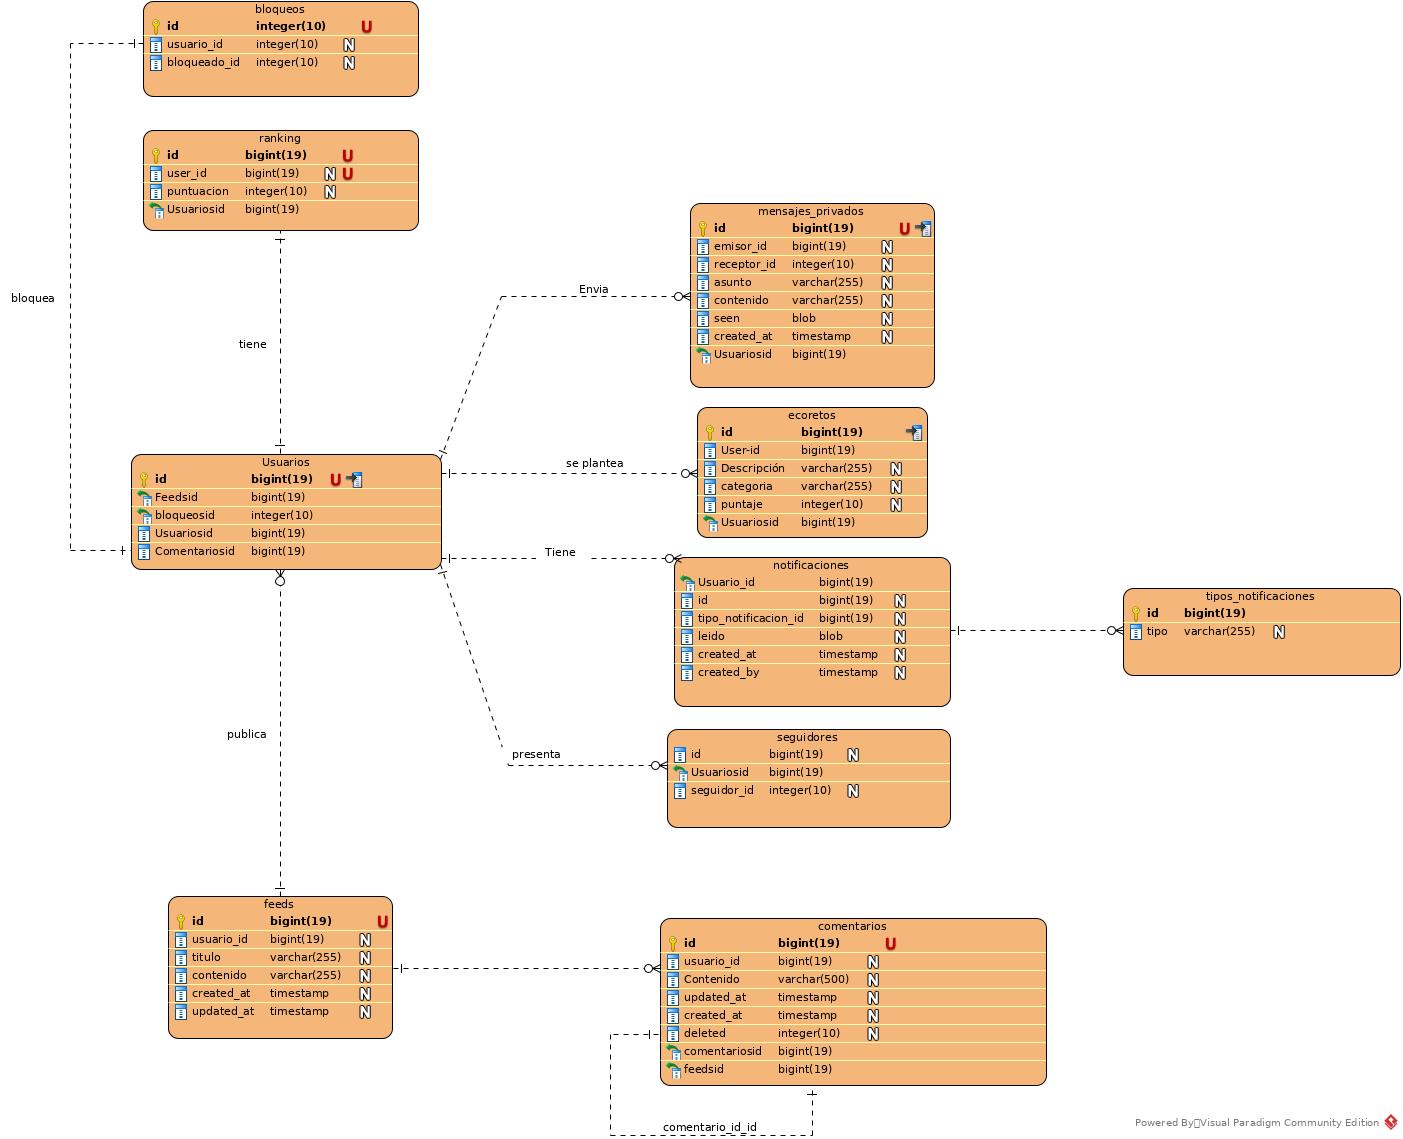 bloqueos
id integer(10) U
usuario_id integer(10) N
bloqueado_id integer(10) N
ranking
id bigint(19) U
user_id bigint(19) N U
puntuacion integer(10) N
Usuariosid bigint(19)
mensajes_privados
id bigint(19) U
emisor_id bigint(19) N
receptor_id integer(10) N
asunto varchar(255) N
contenido varchar(255) N
seen blob N
created_at timestamp N
Usuariosid bigint(19)
Envia
bloquea
tiene
ecoretos
id bigint(19)
User-id bigint(19)
Descripción varchar(255) N
categoria varchar(255) N
puntaje integer(10) N
Usuariosid bigint(19)
se plantea
Usuarios
id bigint(19) U
Feedsid bigint(19)
bloqueosid integer(10)
Usuariosid bigint(19)
Comentariosid bigint(19)
Tiene
notificaciones
Usuario_id bigint(19)
id bigint(19) N
tipo_notificacion_id bigint(19) N
leido blob N
created_at timestamp N
created_by timestamp N
tipos_notificaciones
id bigint(19)
tipo varchar(255) N
publica
presenta
seguidores
id bigint(19) N
Usuariosid bigint(19)
seguidor_id integer(10) N
feeds
id bigint(19) U
usuario_id bigint(19) N
titulo varchar(255) N
contenido varchar(255) N
created_at timestamp N
updated_at timestamp N
comentarios
id bigint(19) U
usuario_id bigint(19) N
Contenido varchar(500) N
updated_at timestamp N
created_at timestamp N
deleted integer(10) N
comentariosid bigint(19)
feedsid bigint(19)
comentario_id_id
Powered By Visual Paradigm Community Edition